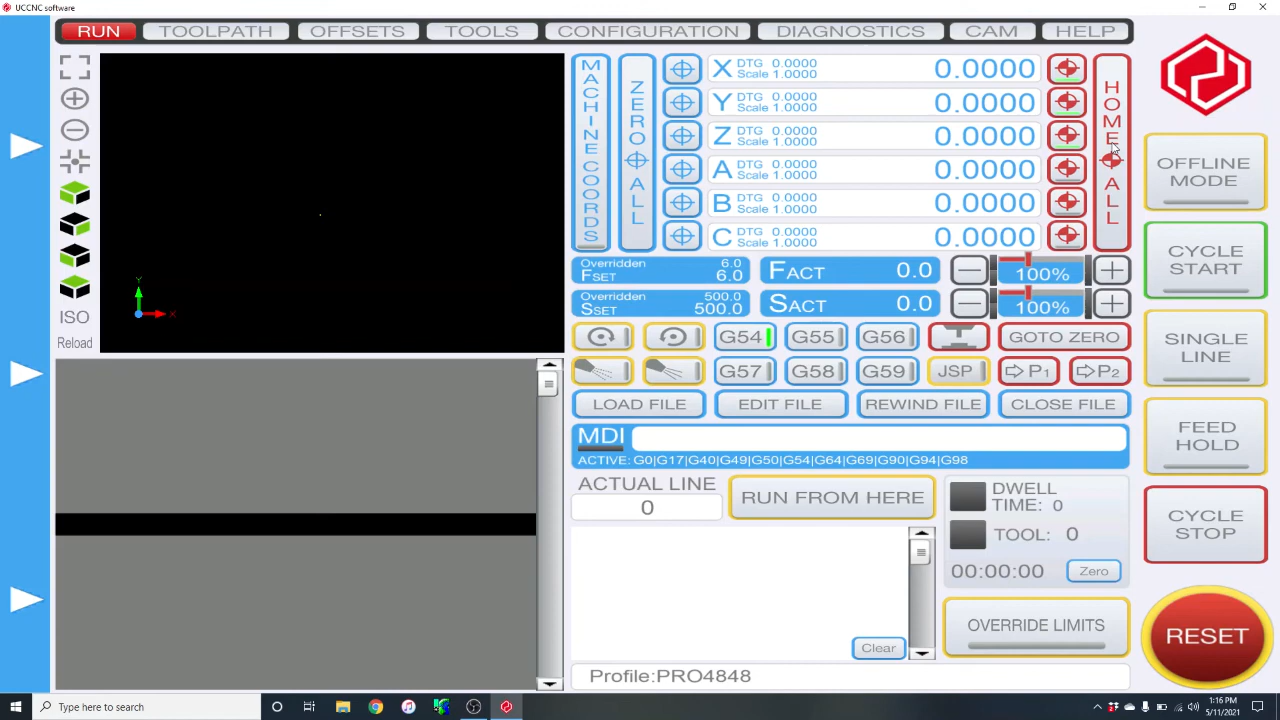 UCCNC software
RUN
TOOLPATH
OFFSETS
TOOLS
CONFIGURATION
DIAGNOSTICS
CAM
HELP
ISO
Reload
MACHINE COORDS
ZERO ALL
X DTG 0.0000 Scale 1.0000 0.0000
Y DTG 0.0000 Scale 1.0000 0.0000
Z DTG 0.0000 Scale 1.0000 0.0000
A DTG 0.0000 Scale 1.0000 0.0000
B DTG 0.0000 Scale 1.0000 0.0000
C DTG 0.0000 Scale 1.0000 0.0000
HOME ALL
Overridden 6.0
FSET 6.0
FACT 0.0
100%
Overridden 500.0
SSET 500.0
SACT 0.0
100%
G54 G55 G56 GOTO ZERO
G57 G58 G59 JSP P1 P2
LOAD FILE EDIT FILE REWIND FILE CLOSE FILE
MDI
ACTIVE: G0|G17|G40|G49|G50|G54|G64|G69|G90|G94|G98
ACTUAL LINE
0
RUN FROM HERE
DWELL
TIME: 0
TOOL: 0
00:00:00 Zero
Clear
OVERRIDE LIMITS
Profile:PRO4848
OFFLINE
MODE
CYCLE
START
SINGLE
LINE
FEED
HOLD
CYCLE
STOP
RESET
Type here to search
1:16 PM
5/11/2021